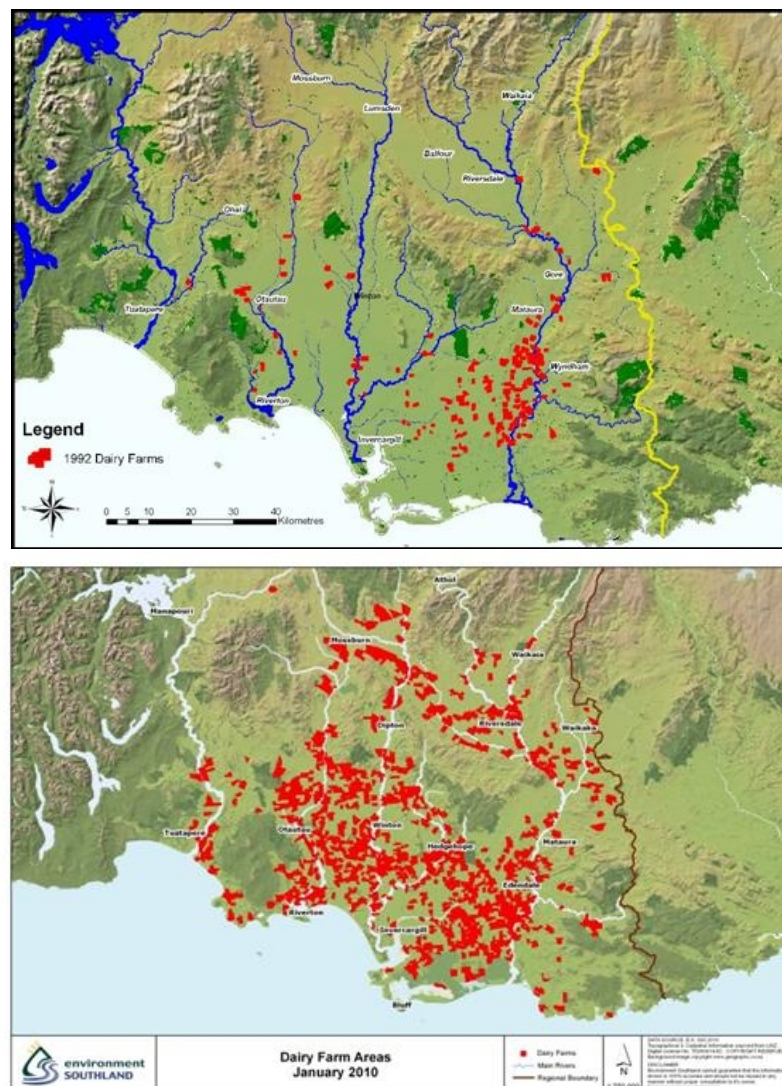 Mossburn
Lumsden
Waikaia
Balfour
Riversdale
Ohai
Gore
Tuatapere
Otautau
Winton
Mataura
Wyndham
Riverton
Invercargill
Legend
1992 Dairy Farms
0 5 10 20 30 40
Kilometres
Athol
Manapouri
Mossburn
Waikaia
Dipton
Riversdale
Waikaka
Tuatapere
Otautau
Winton
Hedgehope
Mataura
Edendale
Riverton
Invercargill
Bluff
environment
SOUTHLAND
Dairy Farm Areas
January 2010
Dairy Farms
Main Rivers
Regional Boundary
N